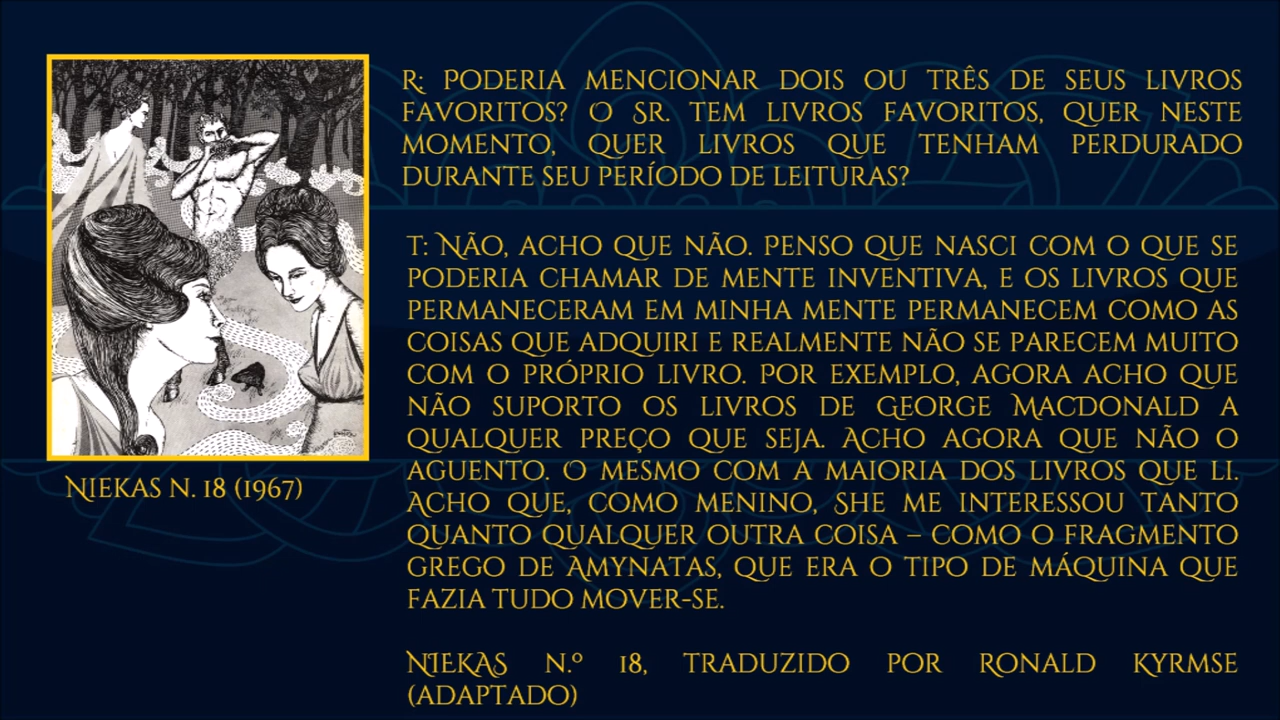 R: PODERIA MENCIONAR DOIS OU TRÊS DE SEUS LIVROS
FAVORITOS? O SR. TEM LIVROS FAVORITOS, QUER NESTE
MOMENTO, QUER LIVROS QUE TENHAM PERDURADO
DURANTE SEU PERÍODO DE LEITURAS?
T: NÃO, ACHO QUE NÃO. PENSO QUE NASCI COM O QUE SE
PODERIA CHAMAR DE MENTE INVENTIVA, E OS LIVROS QUE
PERMANECERAM EM MINHA MENTE PERMANECEM COMO AS
COISAS QUE ADQUIRI E REALMENTE NÃO SE PARECEM MUITO
COM O PRÓPRIO LIVRO. POR EXEMPLO, AGORA ACHO QUE
NÃO SUPORTO OS LIVROS DE GEORGE MACDONALD A
QUALQUER PREÇO QUE SEJA. ACHO AGORA QUE NÃO O
AGUENTO. O MESMO COM A MAIORIA DOS LIVROS QUE LI.
ACHO QUE, COMO MENINO, SHE ME INTERESSOU TANTO
QUANTO QUALQUER OUTRA COISA – COMO O FRAGMENTO
GREGO DE AMYNATAS, QUE ERA O TIPO DE MÁQUINA QUE
FAZIA TUDO MOVER-SE.
NIEKAS N.º 18, TRADUZIDO POR RONALD KYRMSE
(ADAPTADO)
NIEKAS N. 18 (1967)